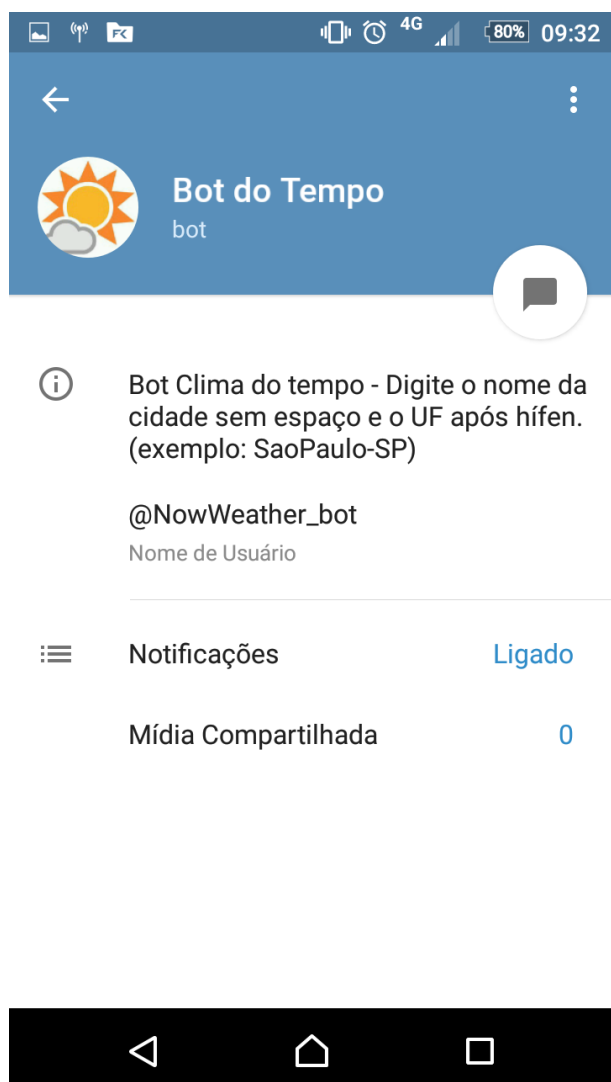 FK 4G 80% 09:32
Bot do Tempo
bot
Bot Clima do tempo - Digite o nome da
cidade sem espaço e o UF após hífen.
(exemplo: SaoPaulo-SP)
@NowWeather_bot
Nome de Usuário
Notificações Ligado
Mídia Compartilhada 0